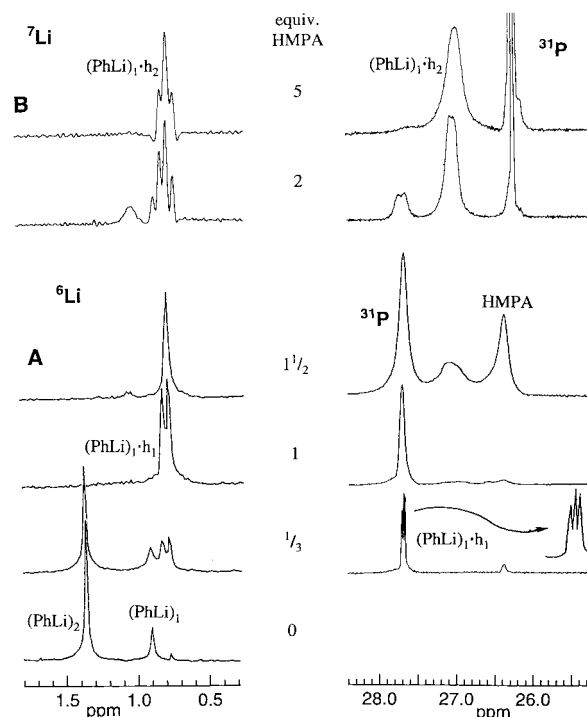 ⁷Li
equiv.
HMPA
³¹P
(PhLi)₁·h₂
(PhLi)₁·h₂
B
5
2
⁶Li
³¹P
HMPA
A
1¹/₂
(PhLi)₁·h₁
1
¹/₃
(PhLi)₁·h₁
(PhLi)₂
(PhLi)₁
0
1.5 1.0 0.5
ppm
28.0 27.0 26.0
ppm